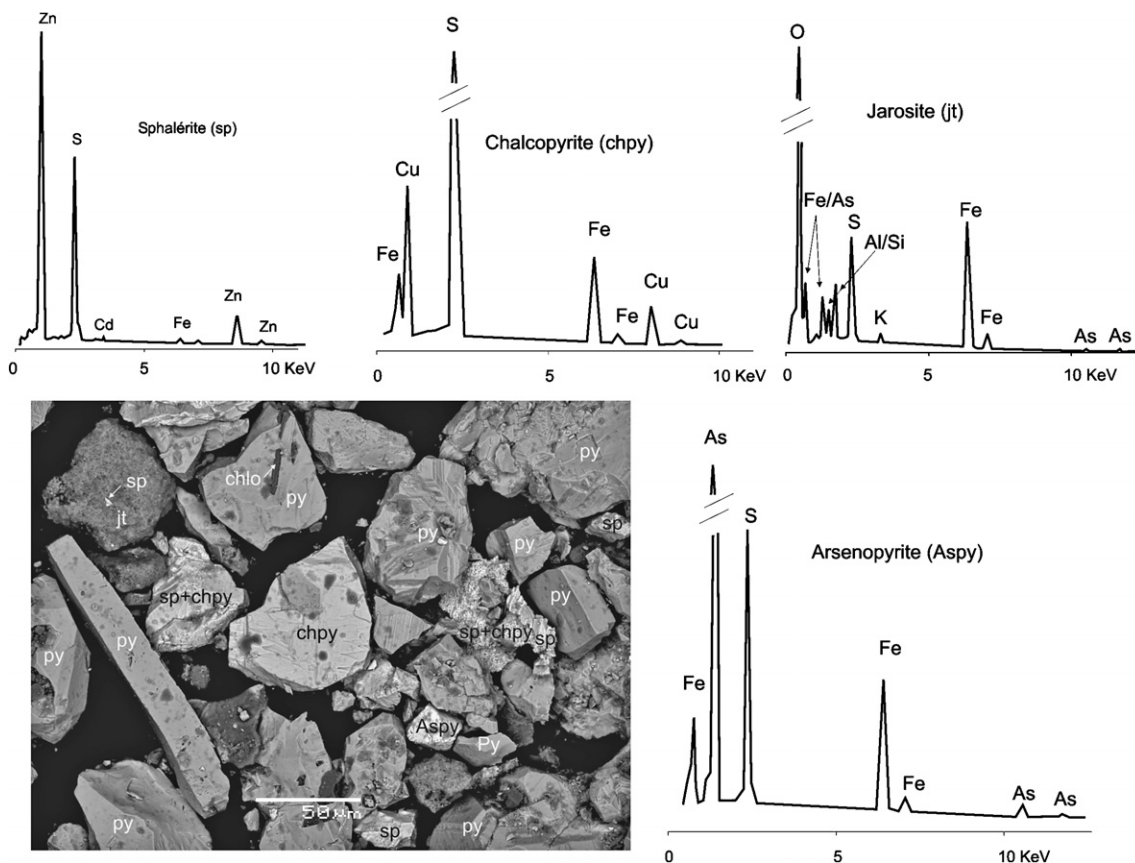 Zn
S
Sphalérite (sp)
Cd
Fe
Zn
Zn
0 5 10 KeV
S
Chalcopyrite (chpy)
Fe
Cu
Fe
Fe
Cu
Cu
0 5 10 KeV
O
Jarosite (jt)
Fe/As
S
Al/Si
K
Fe
Fe
As
As
0 5 10 KeV
py
chlo
py
sp
jt
py
sp
py
sp+chpy
py
py
chpy
sp+chpy
sp
py
py
Aspy
Py
50 µm
py
sp
py
As
S
Arsenopyrite (Aspy)
Fe
Fe
Fe
As
As
0 5 10 KeV